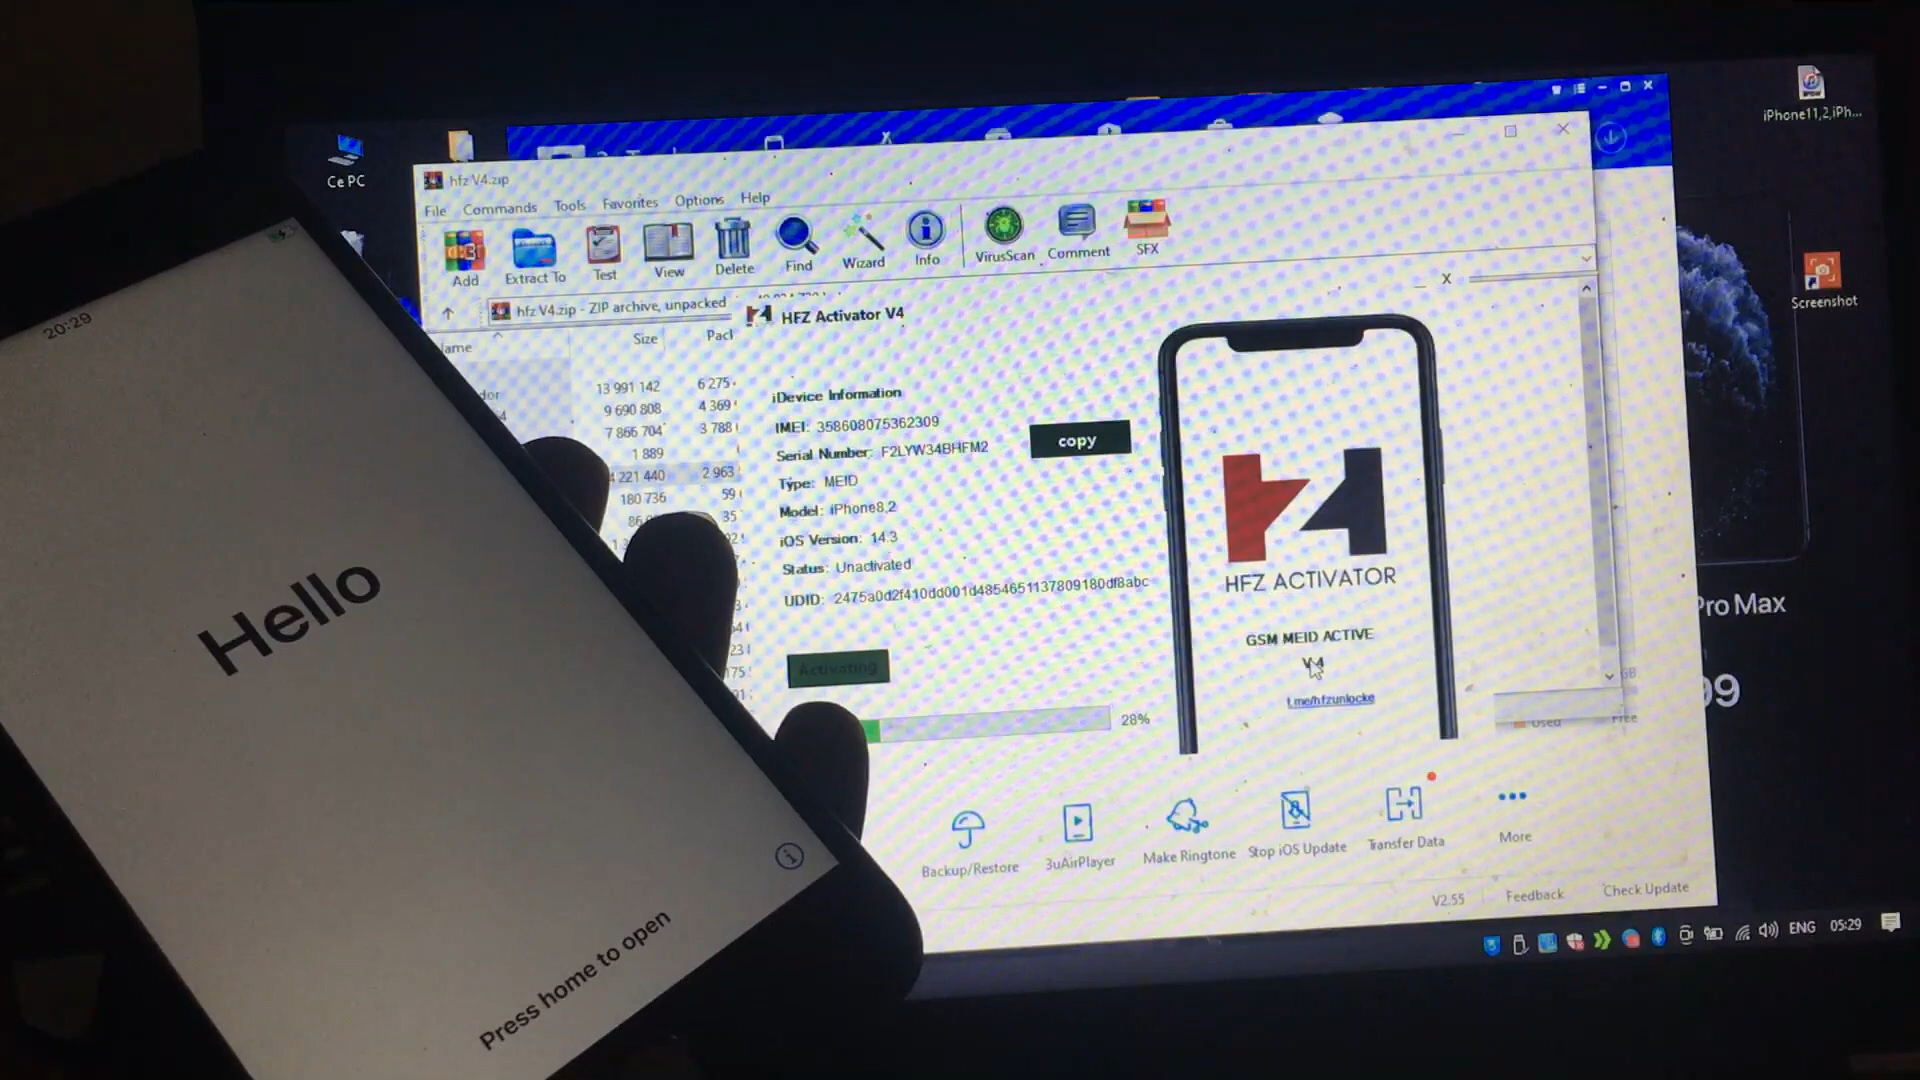 iPhone11,2,iPh...
Ce PC
hfz V4.zip
File Commands Tools Favorites Options Help
Add Extract To Test View Delete Find Wizard Info VirusScan Comment SFX
Screenshot
hfz V4.zip - ZIP archive, unpacked
HFZ Activator V4
X
Size
13 991 142
9 690 808
7 866 704
1 889
180 736
iDevice Information
IMEI: 358608075362309
copy
Serial Number: F2LYW34BHFM2
Type: MEID
Model: iPhone8,2
iOS Version: 14.3
Status: Unactivated
UDID: 2475a0d2f410dd001d4854651137809180df8abc
Activating
28%
HFZ ACTIVATOR
GSM MEID ACTIVE
V4
t.me/hfzunlocke
Pro Max
Used Free
Backup/Restore 3uAirPlayer Make Ringtone Stop iOS Update Transfer Data More
V2.55 Feedback Check Update
ENG 05:29
20:29
Hello
Press home to open